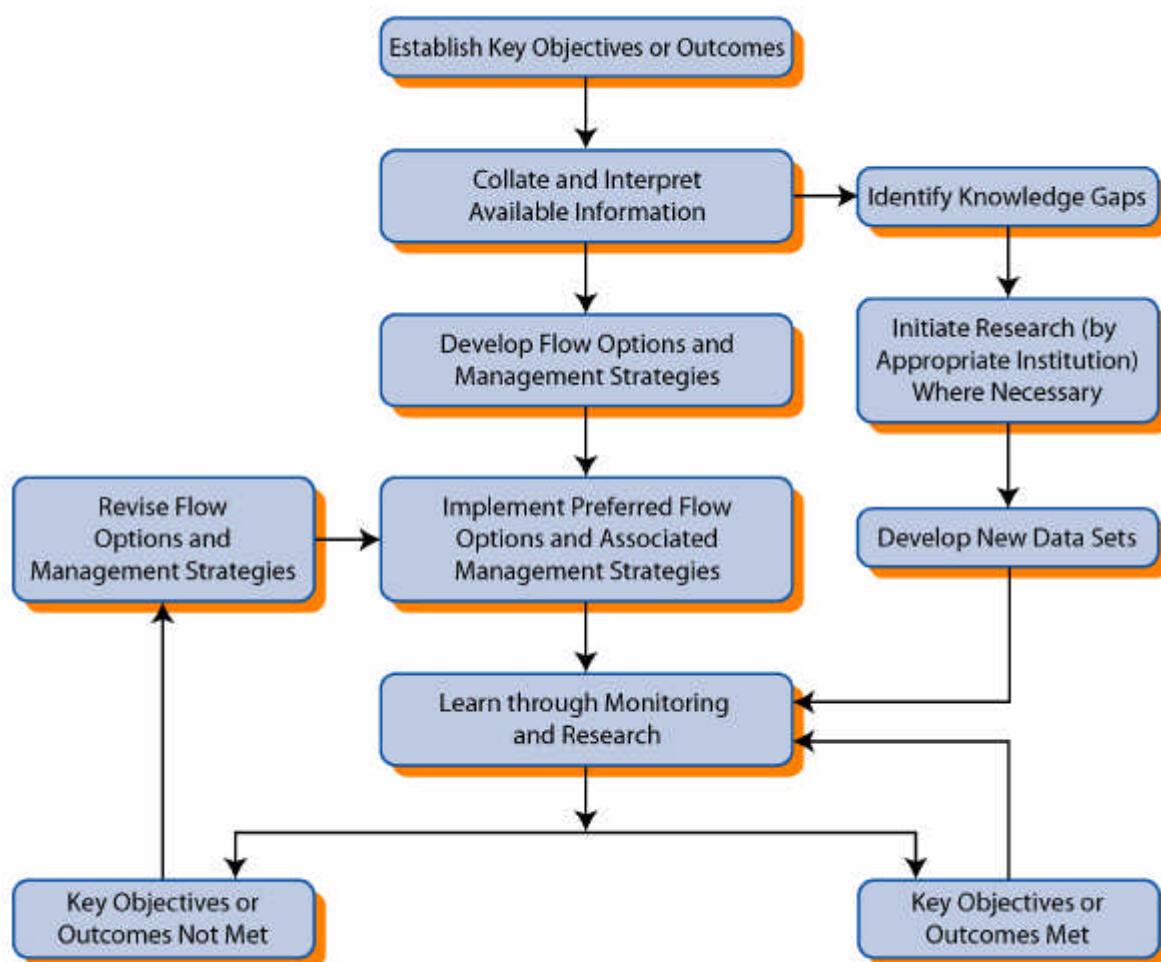 Establish Key Objectives or Outcomes
Collate and Interpret
Available Information
Identify Knowledge Gaps
Develop Flow Options and
Management Strategies
Initiate Research (by
Appropriate Institution)
Where Necessary
Revise Flow
Options and
Management Strategies
Implement Preferred Flow
Options and Associated
Management Strategies
Develop New Data Sets
Learn through Monitoring
and Research
Key Objectives or
Outcomes Not Met
Key Objectives or
Outcomes Met